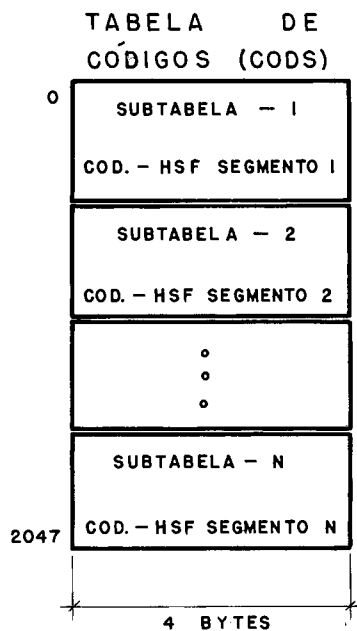 TABELA DE
CÓDIGOS (CODS)
0
SUBTABELA - 1
COD. - HSF SEGMENTO 1
SUBTABELA - 2
COD. - HSF SEGMENTO 2
SUBTABELA - N
COD. - HSF SEGMENTO N
2047
4 BYTES